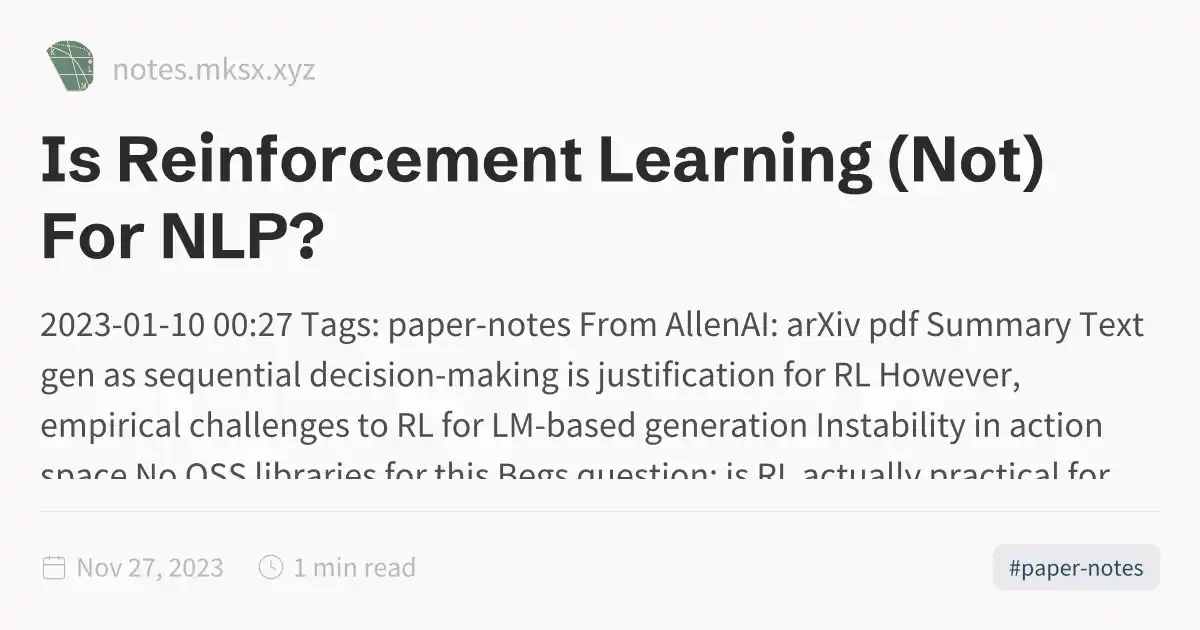 notes.mksx.xyz
Is Reinforcement Learning (Not)
For NLP?
2023-01-10 00:27 Tags: paper-notes From AllenAI: arXiv pdf Summary Text
gen as sequential decision-making is justification for RL However,
empirical challenges to RL for LM-based generation Instability in action
space No OSS libraries for this Begs question: is RL actually practical for
Nov 27, 2023
1 min read
#paper-notes